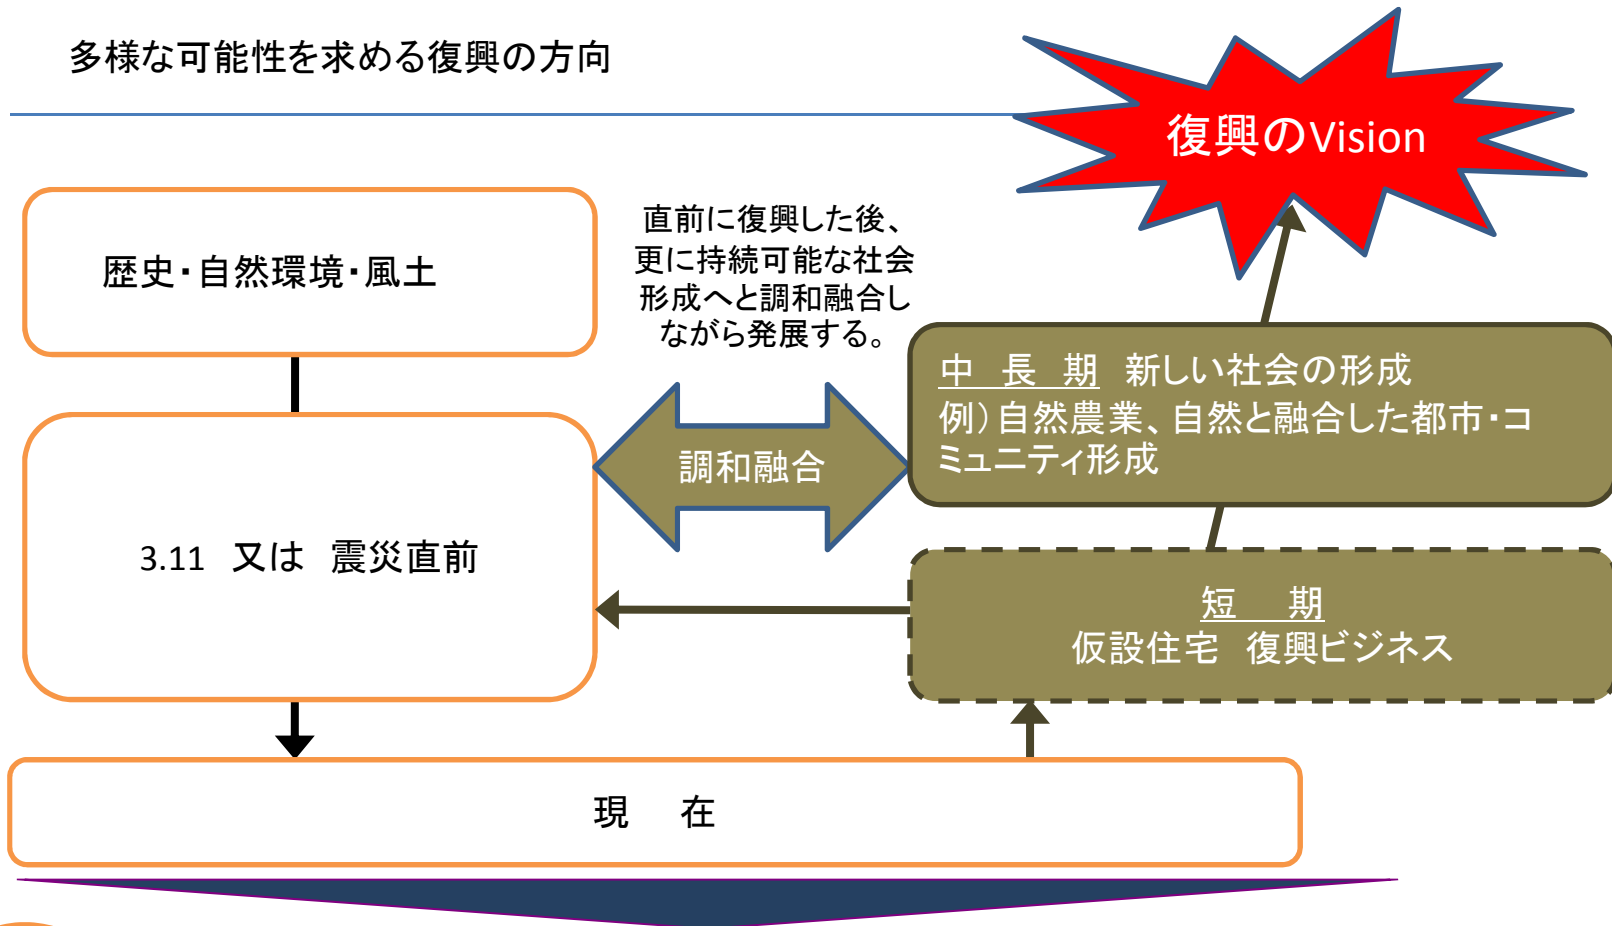 多様な可能性を求める復興の方向
復興のVision
歴史・自然環境・風土
直前に復興した後、
更に持続可能な社会
形成へと調和融合し
ながら発展する。
中　長　期　新しい社会の形成
例）自然農業、自然と融合した都市・コ
ミュニティ形成
調和融合
3.11　又は　震災直前
短　　期
仮設住宅　復興ビジネス
現　　在